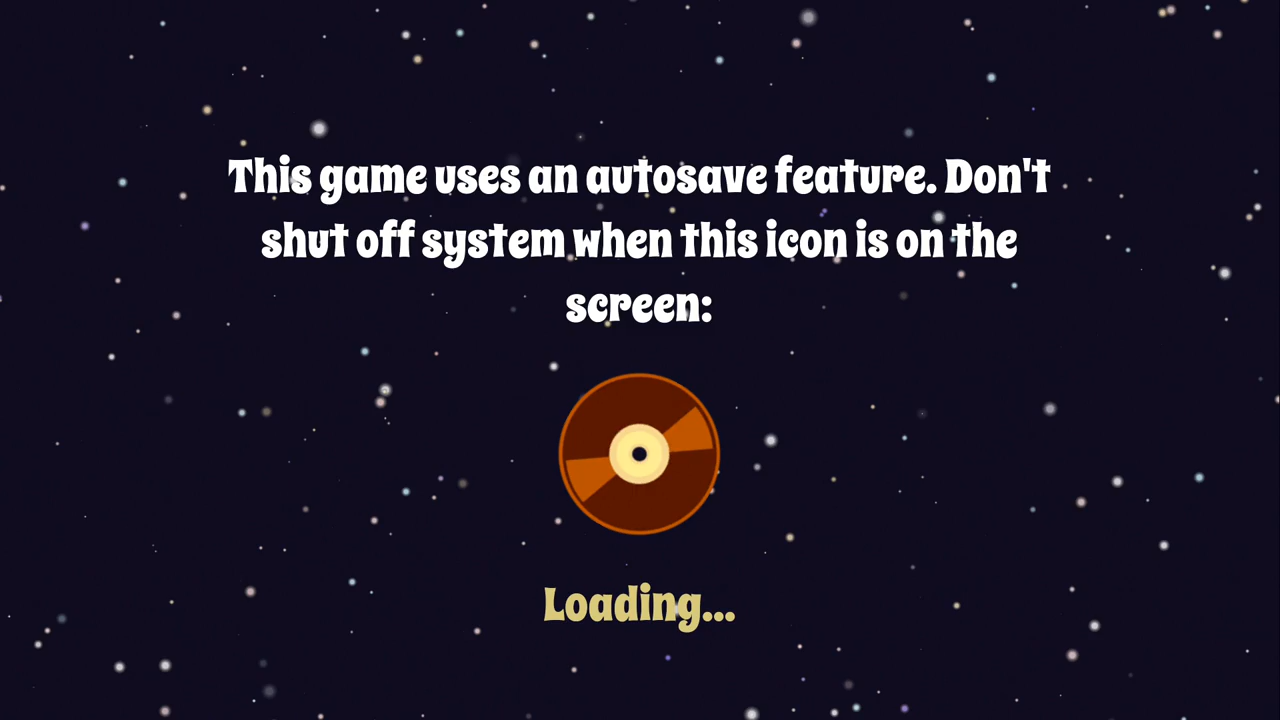 This game uses an autosave feature. Don't
shut off system when this icon is on the
screen:
Loading...